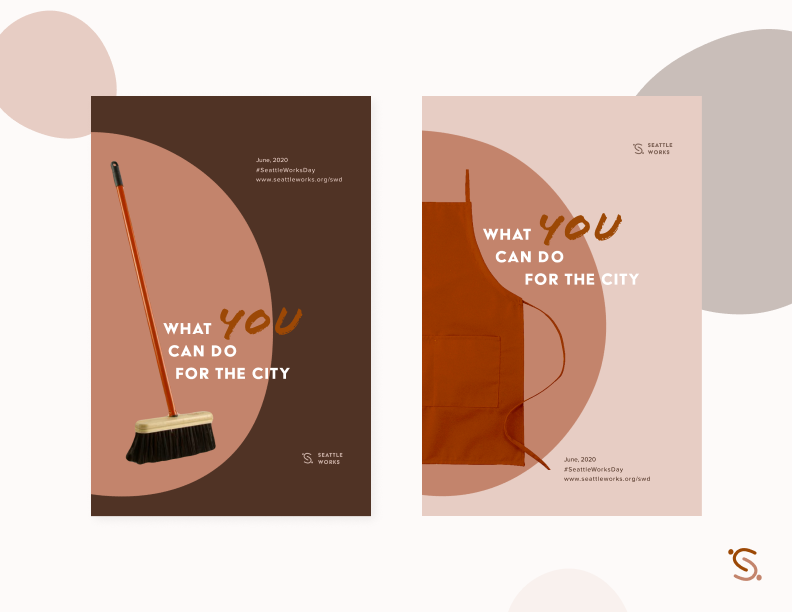 June, 2020
#SeattleWorksDay
www.seattleworks.org/swd
WHAT YOU
CAN DO
FOR THE CITY
SEATTLE
WORKS
SEATTLE
WORKS
WHAT YOU
CAN DO
FOR THE CITY
June, 2020
#SeattleWorksDay
www.seattleworks.org/swd